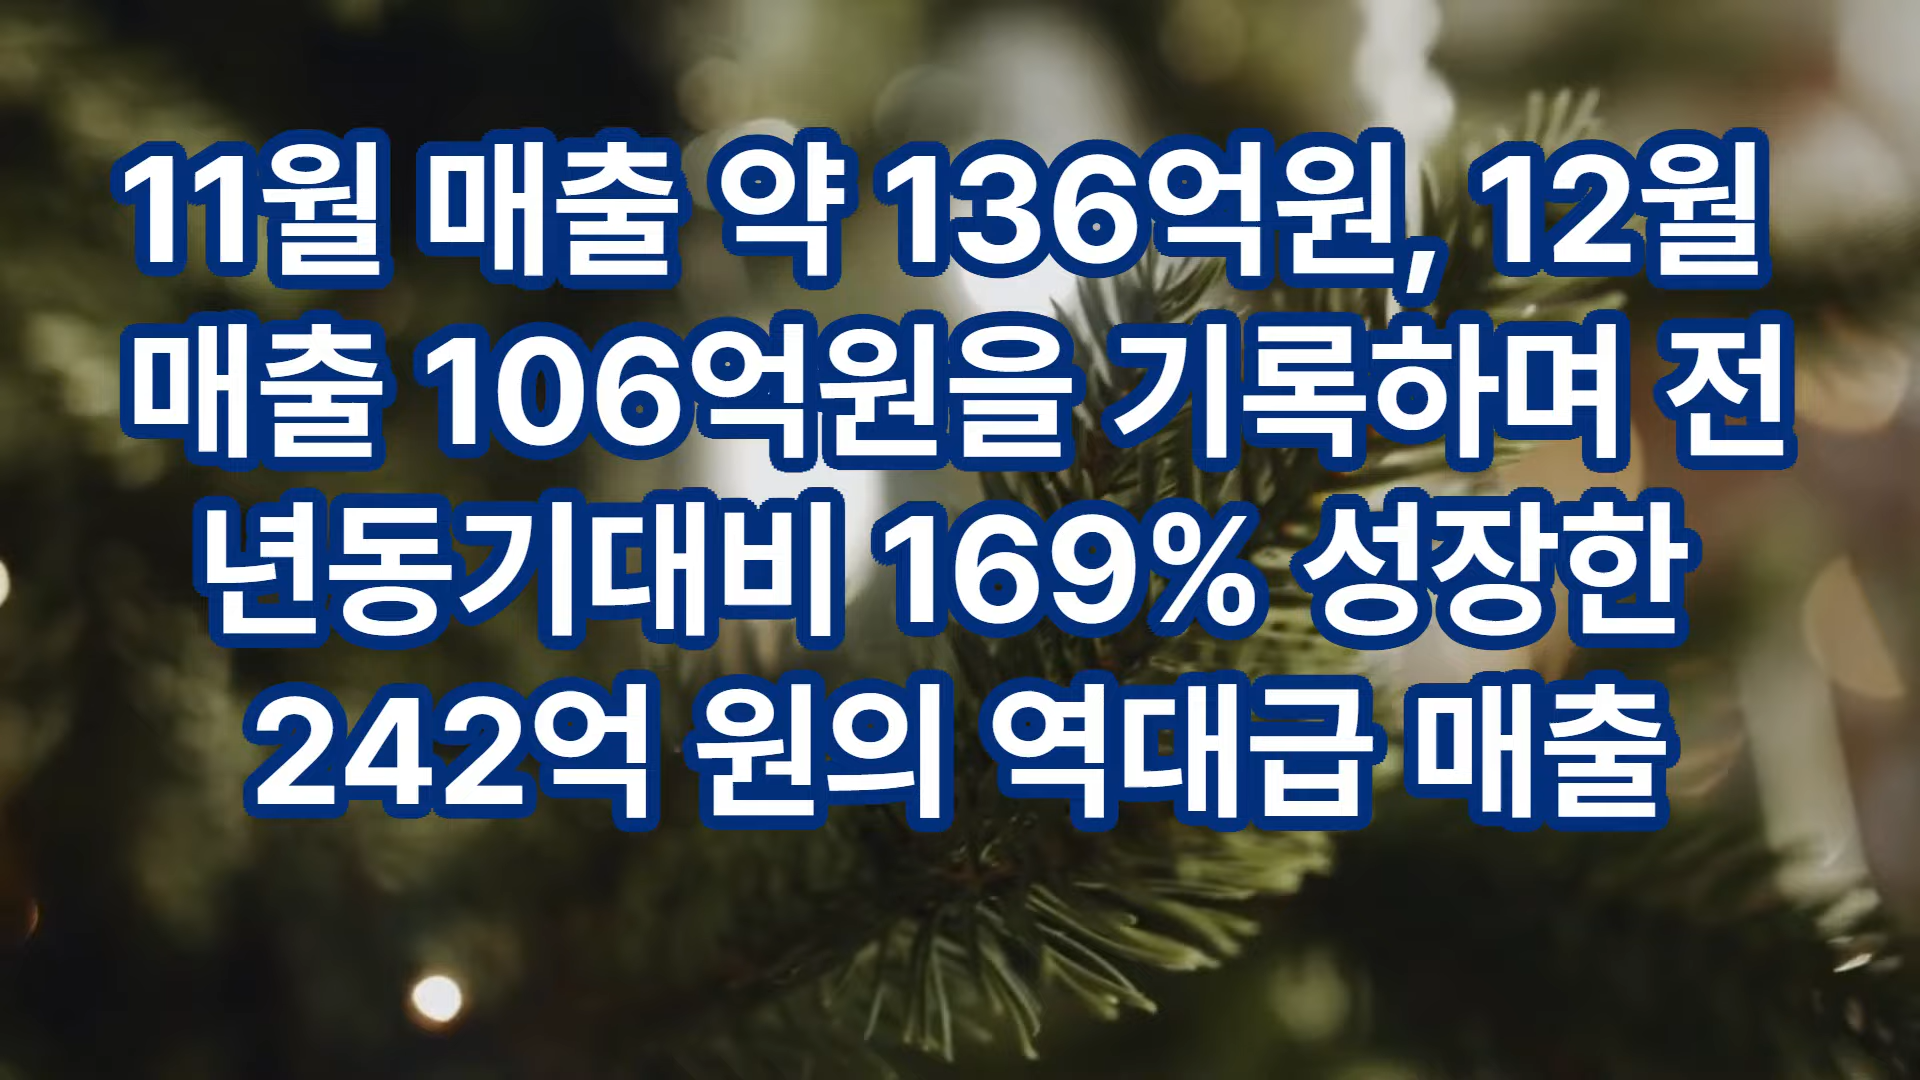 11월 매출 약 136억원, 12월
매출 106억원을 기록하며 전
년동기대비 169% 성장한
242억 원의 역대급 매출